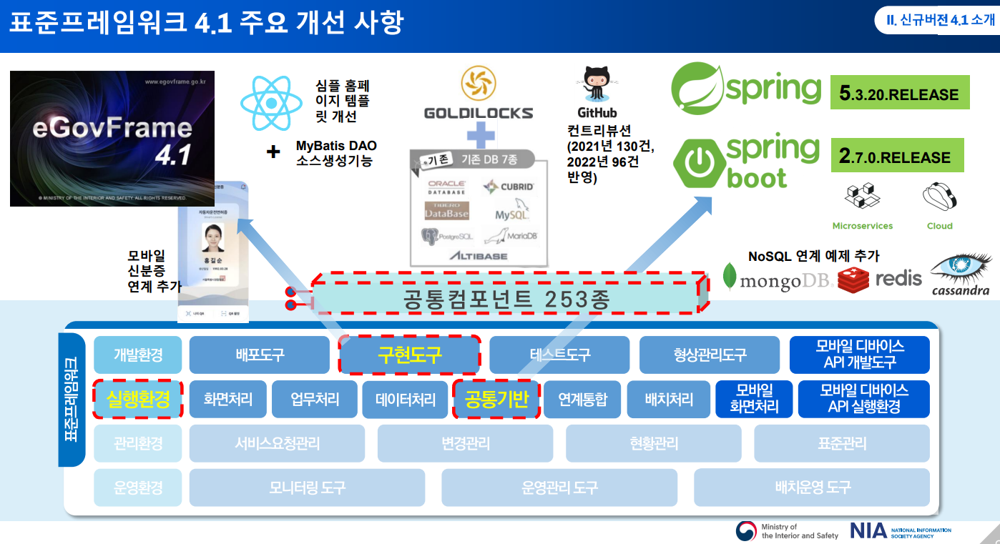 표준프레임워크 4.1 주요 개선 사항
II. 신규버전 4.1 소개
www.egovframe.go.kr
eGovFrame
4.1
© MINISTRY OF THE INTERIOR AND SAFETY. ALL RIGHTS RESERVED.
심플 홈페
이지 템플
릿 개선
+
MyBatis DAO
소스생성기능
GOLDILOCKS
기존
기존 DB 7종
ORACLE
DATABASE
CUBRID
TIBERO
DataBase
MySQL
PostgreSQL
MariaDB
ALTIBASE
GitHub
컨트리뷰션
(2021년 130건,
2022년 96건
반영)
spring
5.3.20.RELEASE
spring
boot
2.7.0.RELEASE
Microservices
Cloud
NoSQL 연계 예제 추가
mongoDB
redis
cassandra
모바일
신분증
연계 추가
신분증
자동차운전면허증
홍길순
나의 QR
QR 촬영
공통컴포넌트 253종
표준프레임워크
개발환경
배포도구
구현도구
테스트도구
형상관리도구
모바일 디바이스
API 개발도구
실행환경
화면처리
업무처리
데이터처리
공통기반
연계통합
배치처리
모바일
화면처리
모바일 디바이스
API 실행환경
관리환경
서비스요청관리
변경관리
현황관리
표준관리
운영환경
모니터링 도구
운영관리 도구
배치운영 도구
Ministry of
the Interior and Safety
NIA
NATIONAL INFORMATION
SOCIETY AGENCY